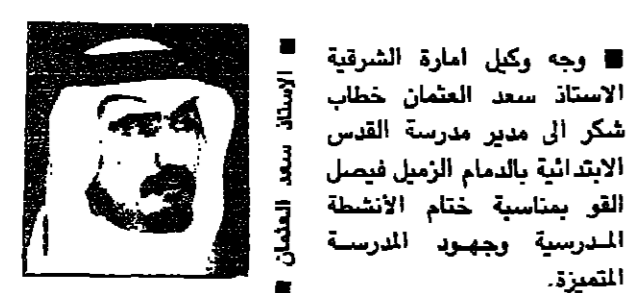 ■ وجه وكيل امارة الشرقية
الاستاذ سعد العثمان خطاب
شكر الى مدير مدرسة القدس
الابتدائية بالدمام الزميل فيصل
القو بمناسبة ختام الأنشطة
المدرسية وجهود المدرسة
المتميزة.
■ الاستاذ سعد العثمان ■